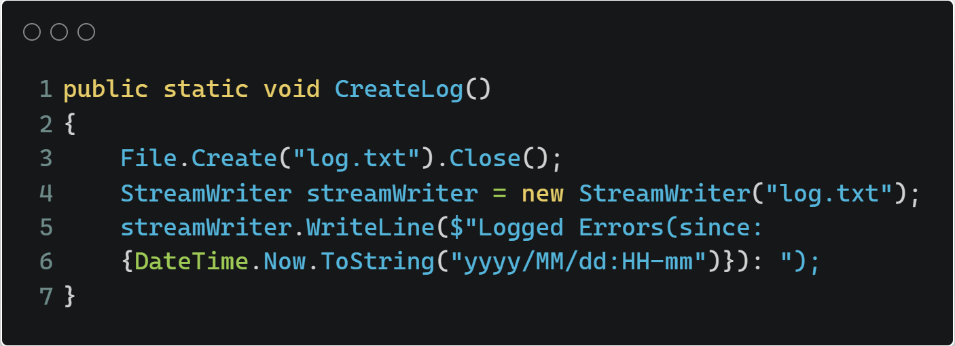 1 public static void CreateLog()
2 {
3     File.Create("log.txt").Close();
4     StreamWriter streamWriter = new StreamWriter("log.txt");
5     streamWriter.WriteLine($"Logged Errors(since:
6     {DateTime.Now.ToString("yyyy/MM/dd:HH-mm")}): ");
7 }